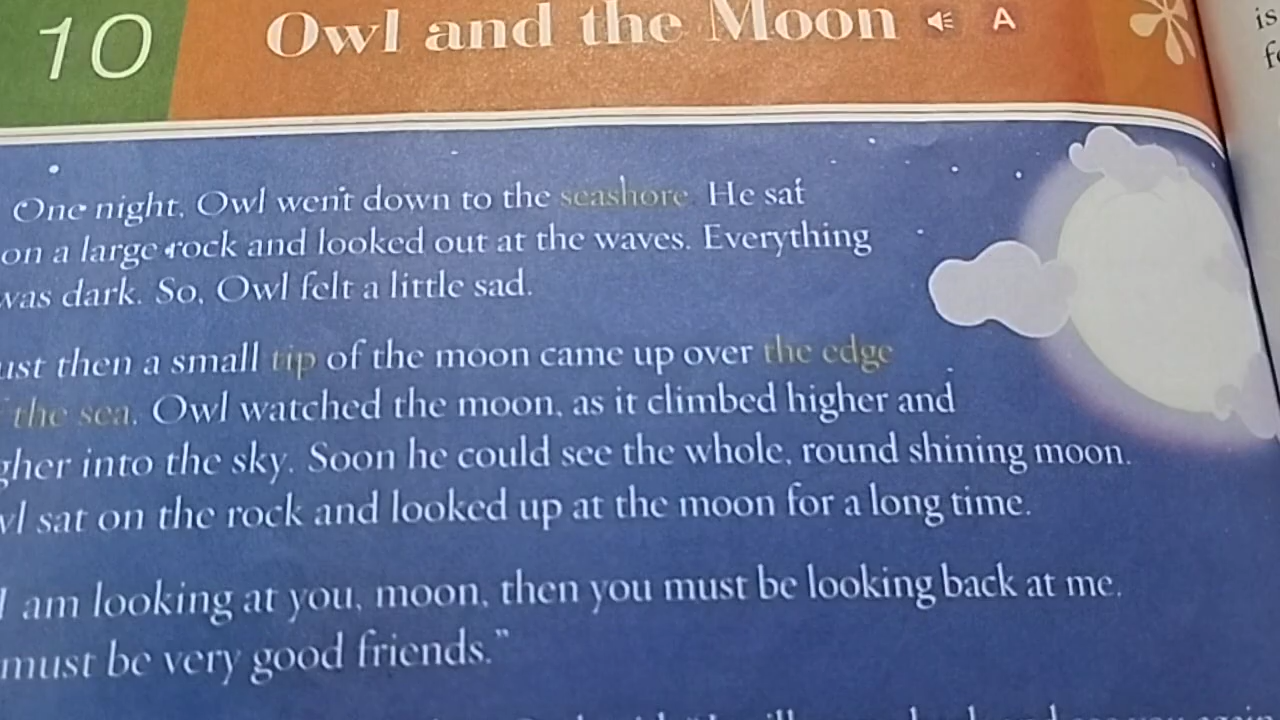 10
Owl and the Moon A
One night, Owl went down to the seashore. He sat
on a large rock and looked out at the waves. Everything
was dark. So, Owl felt a little sad.
then a small tip of the moon came up over the edge
the sea. Owl watched the moon, as it climbed higher and
into the sky. Soon he could see the whole, round shining moon.
sat on the rock and looked up at the moon for a long time.
I am looking at you, moon, then you must be looking back at me.
must be very good friends.”
is